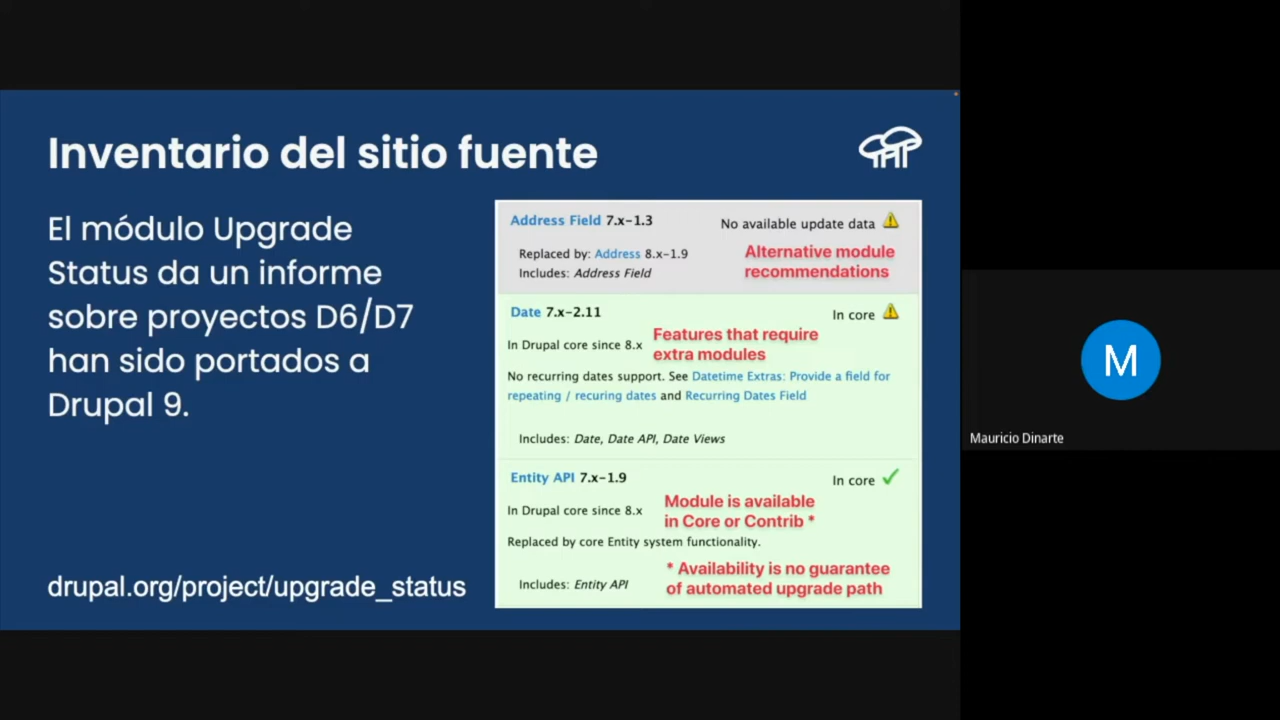 Inventario del sitio fuente
El módulo Upgrade
Status da un informe
sobre proyectos D6/D7
han sido portados a
Drupal 9.
drupal.org/project/upgrade_status
Address Field 7.x-1.3
No available update data
Replaced by: Address 8.x-1.9
Includes: Address Field
Alternative module
recommendations
Date 7.x-2.11
In core
In Drupal core since 8.x
Features that require
extra modules
No recurring dates support. See Datetime Extras: Provide a field for
repeating / recuring dates and Recurring Dates Field
Includes: Date, Date API, Date Views
Entity API 7.x-1.9
In core
In Drupal core since 8.x
Module is available
in Core or Contrib *
Replaced by core Entity system functionality.
Includes: Entity API
* Availability is no guarantee
of automated upgrade path
M
Mauricio Dinarte